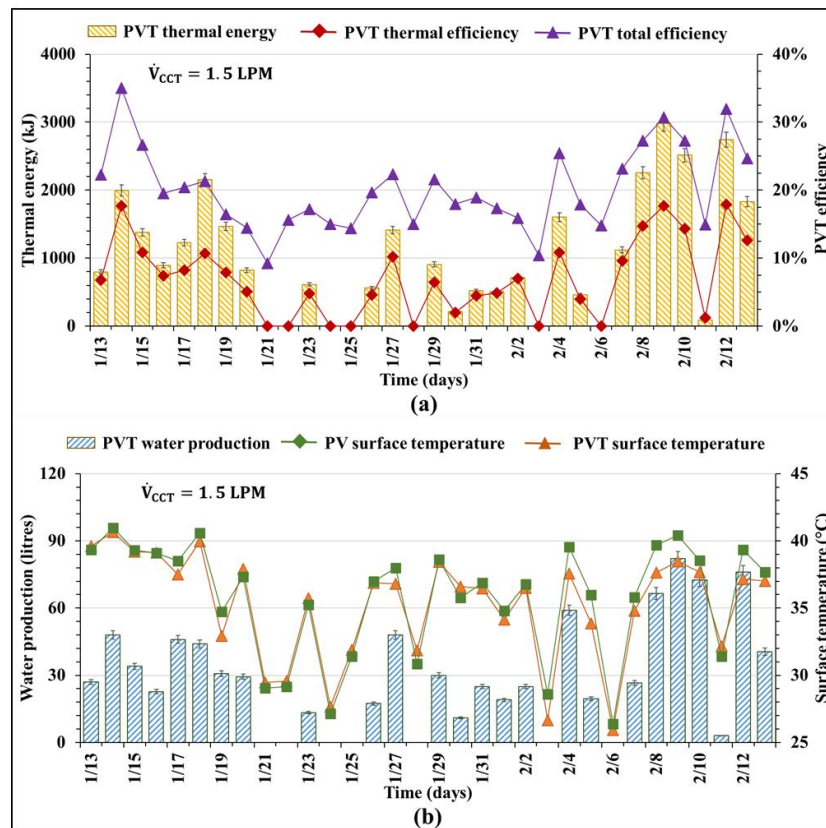 PVT thermal energy PVT thermal efficiency PVT total efficiency
V̇CCT = 1.5 LPM
Thermal energy (kJ)
4000
3000
2000
1000
0
40%
30%
20%
10%
0%
PVT efficiency
1/13 1/15 1/17 1/19 1/21 1/23 1/25 1/27 1/29 1/31 2/2 2/4 2/6 2/8 2/10 2/12
Time (days)
(a)
PVT water production PV surface temperature PVT surface temperature
V̇CCT = 1.5 LPM
Water production (litres)
120
90
60
30
0
45
40
35
30
25
Surface temperature (°C)
1/13 1/15 1/17 1/19 1/21 1/23 1/25 1/27 1/29 1/31 2/2 2/4 2/6 2/8 2/10 2/12
Time (days)
(b)